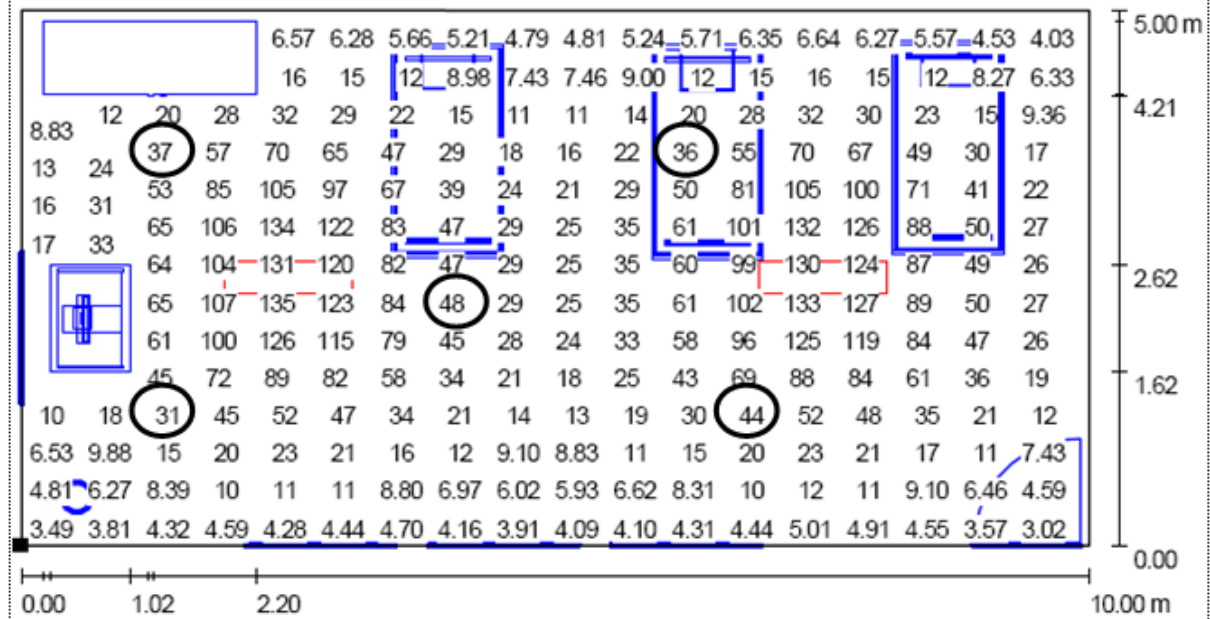 6.57 6.28 5.66 5.21 4.79 4.81 5.24 5.71 6.35 6.64 6.27 5.57 4.53 4.03 5.00 m
16 15 12 8.98 7.43 7.46 9.00 12 15 16 15 12 8.27 6.33
12 20 28 32 29 22 15 11 11 14 20 28 32 30 23 15 9.36 4.21
8.83
37 57 70 65 47 29 18 16 22 36 55 70 67 49 30 17
13 24
53 85 105 97 67 39 24 21 29 50 81 105 100 71 41 22
16 31
65 106 134 122 83 47 29 25 35 61 101 132 126 88 50 27
17 33
64 104 131 120 82 47 29 25 35 60 99 130 124 87 49 26 2.62
65 107 135 123 84 48 29 25 35 61 102 133 127 89 50 27
61 100 126 115 79 45 28 24 33 58 96 125 119 84 47 26
45 72 89 82 58 34 21 18 25 43 69 88 84 61 36 19 1.62
10 18 31 45 52 47 34 21 14 13 19 30 44 52 48 35 21 12
6.53 9.88 15 20 23 21 16 12 9.10 8.83 11 15 20 23 21 17 11 7.43
4.81 6.27 8.39 10 11 11 8.80 6.97 6.02 5.93 6.62 8.31 10 12 11 9.10 6.46 4.59
3.49 3.81 4.32 4.59 4.28 4.44 4.70 4.16 3.91 4.09 4.10 4.31 4.44 5.01 4.91 4.55 3.57 3.02
0.00
0.00 1.02 2.20 10.00 m